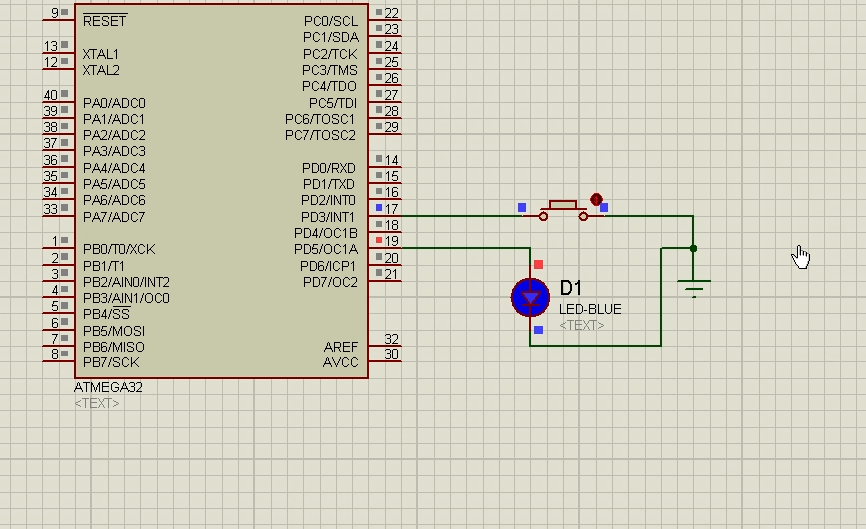 9 RESET PC0/SCL 22
PC1/SDA 23
13 XTAL1 PC2/TCK 24
12 XTAL2 PC3/TMS 25
PC4/TDO 26
40 PA0/ADC0 PC5/TDI 27
39 PA1/ADC1 PC6/TOSC1 28
38 PA2/ADC2 PC7/TOSC2 29
37 PA3/ADC3
36 PA4/ADC4 PD0/RXD 14
35 PA5/ADC5 PD1/TXD 15
34 PA6/ADC6 PD2/INT0 16
33 PA7/ADC7 PD3/INT1 17
PD4/OC1B 18
1 PB0/T0/XCK PD5/OC1A 19
2 PB1/T1 PD6/ICP1 20
3 PB2/AIN0/INT2 PD7/OC2 21
4 PB3/AIN1/OC0
5 PB4/SS
6 PB5/MOSI
7 PB6/MISO AREF 32
8 PB7/SCK AVCC 30
ATMEGA32
<TEXT>
D1
LED-BLUE
<TEXT>